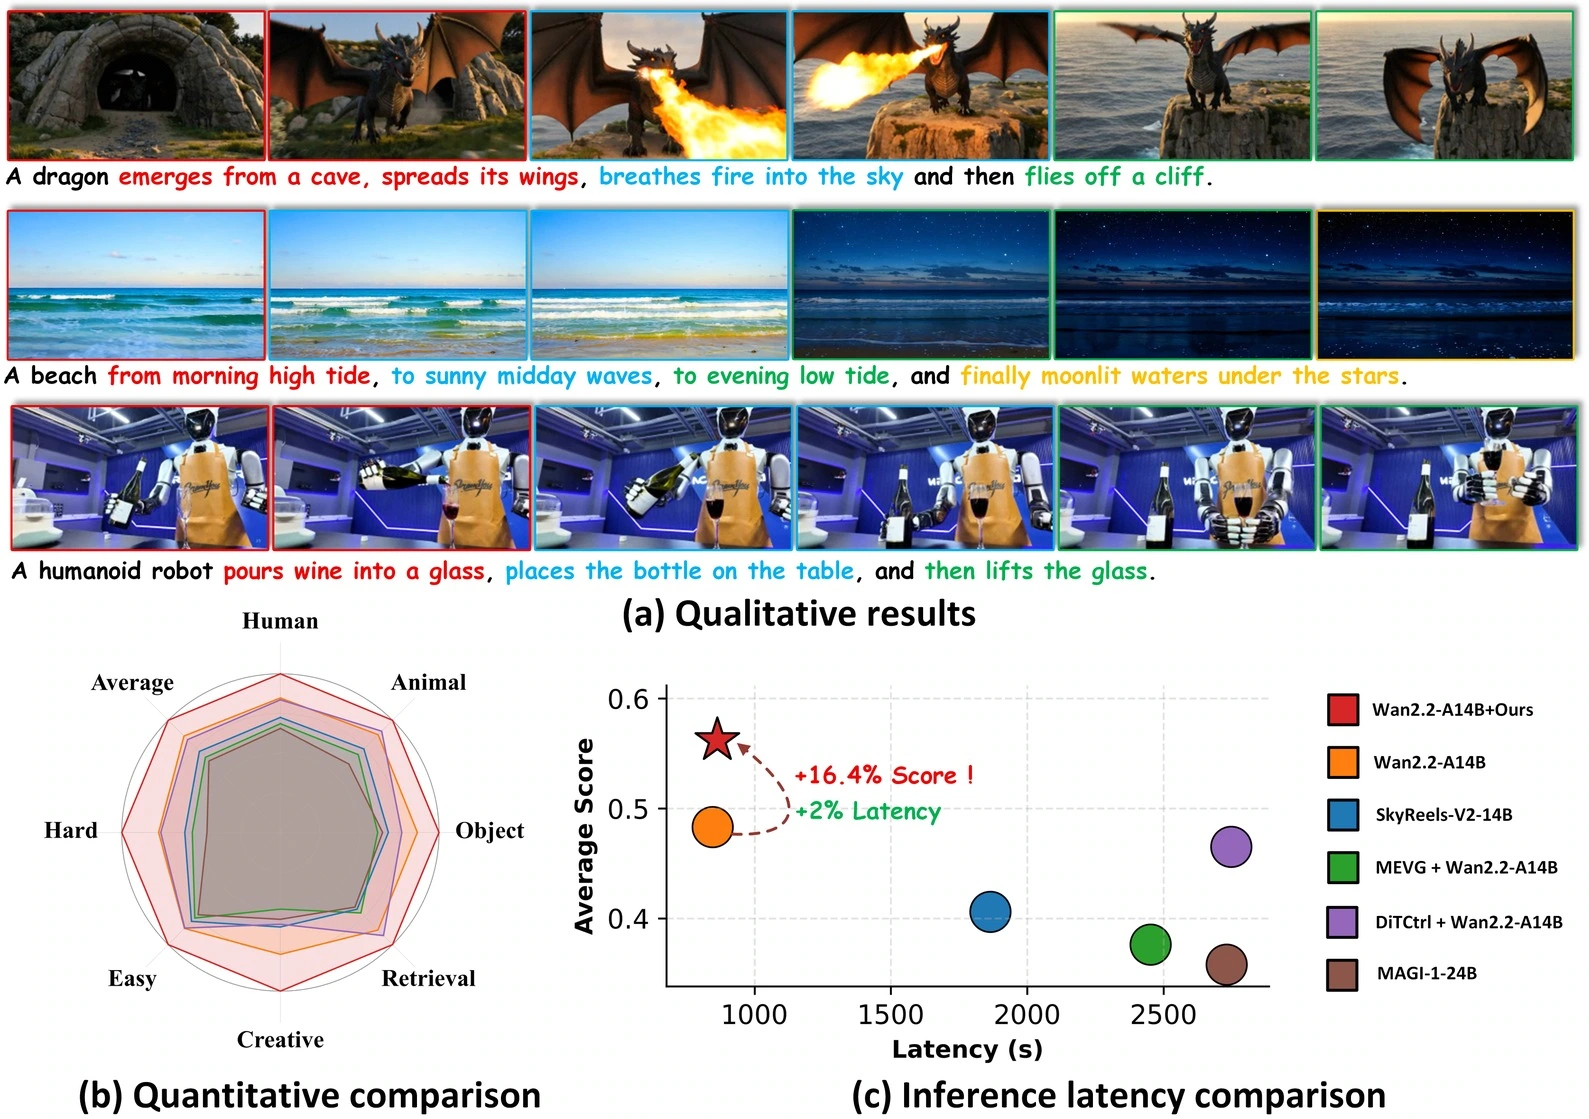 A dragon emerges from a cave, spreads its wings, breathes fire into the sky and then flies off a cliff.
A beach from morning high tide, to sunny midday waves, to evening low tide, and finally moonlit waters under the stars.
A humanoid robot pours wine into a glass, places the bottle on the table, and then lifts the glass.
(a) Qualitative results
Human
Average
Animal
Hard
Object
Easy
Retrieval
Creative
(b) Quantitative comparison
0.6
0.5
0.4
Average Score
+16.4% Score !
+2% Latency
1000
1500
2000
2500
Latency (s)
Wan2.2-A14B+Ours
Wan2.2-A14B
SkyReels-V2-14B
MEVG + Wan2.2-A14B
DiTCtrl + Wan2.2-A14B
MAGI-1-24B
(c) Inference latency comparison